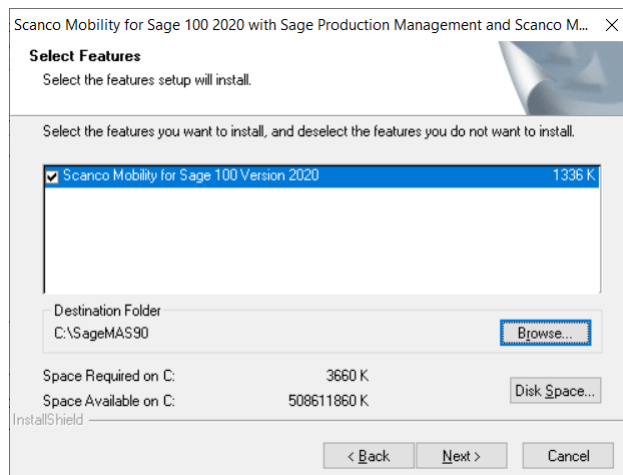 Scanco Mobility for Sage 100 2020 with Sage Production Management and Scanco M...
Select Features
Select the features setup will install.
Select the features you want to install, and deselect the features you do not want to install.
Scanco Mobility for Sage 100 Version 2020 1336 K
Destination Folder
C:\SageMAS90 Browse...
Space Required on C: 3660 K
Disk Space...
Space Available on C: 508611860 K
InstallShield
< Back Next > Cancel